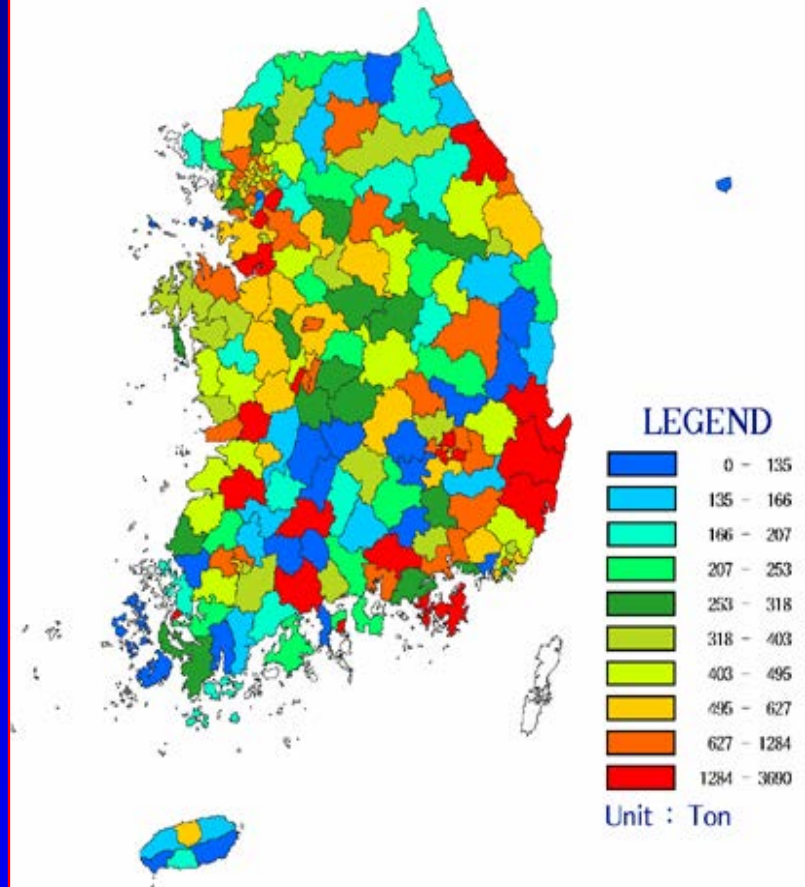 LEGEND
0 - 135
135 - 166
166 - 207
207 - 253
253 - 318
318 - 403
403 - 495
495 - 627
627 - 1284
1284 - 3690
Unit : Ton